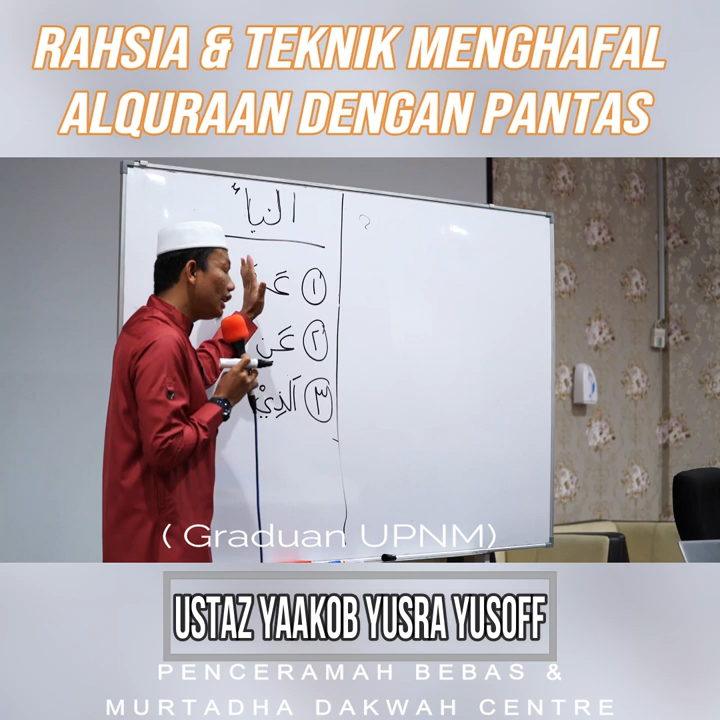 RAHSIA & TEKNIK MENGHAFAL
ALQURAAN DENGAN PANTAS
النبأ
١ عَ
٢ عَن
٣ الَّذِيْ
( Graduan UPNM)
USTAZ YAAKOB YUSRA YUSOFF
PENCERAMAH BEBAS &
MURTADHA DAKWAH CENTRE